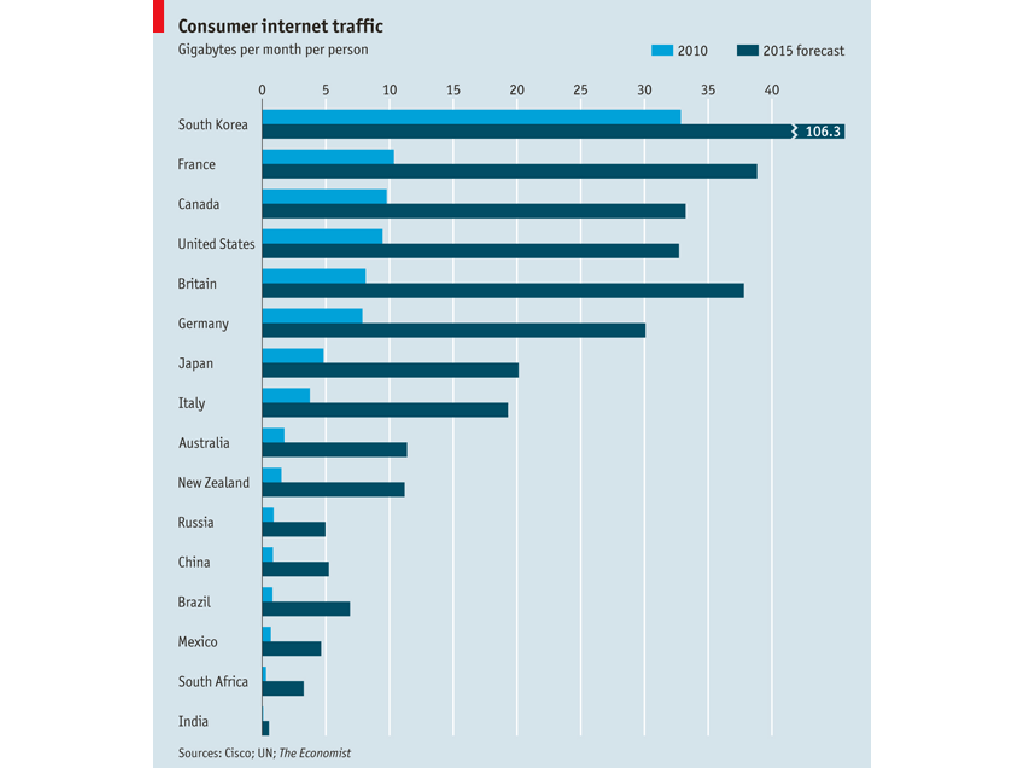 Consumer internet traffic
Gigabytes per month per person
2010 2015 forecast
0 5 10 15 20 25 30 35 40
South Korea
106.3
France
Canada
United States
Britain
Germany
Japan
Italy
Australia
New Zealand
Russia
China
Brazil
Mexico
South Africa
India
Sources: Cisco; UN; The Economist